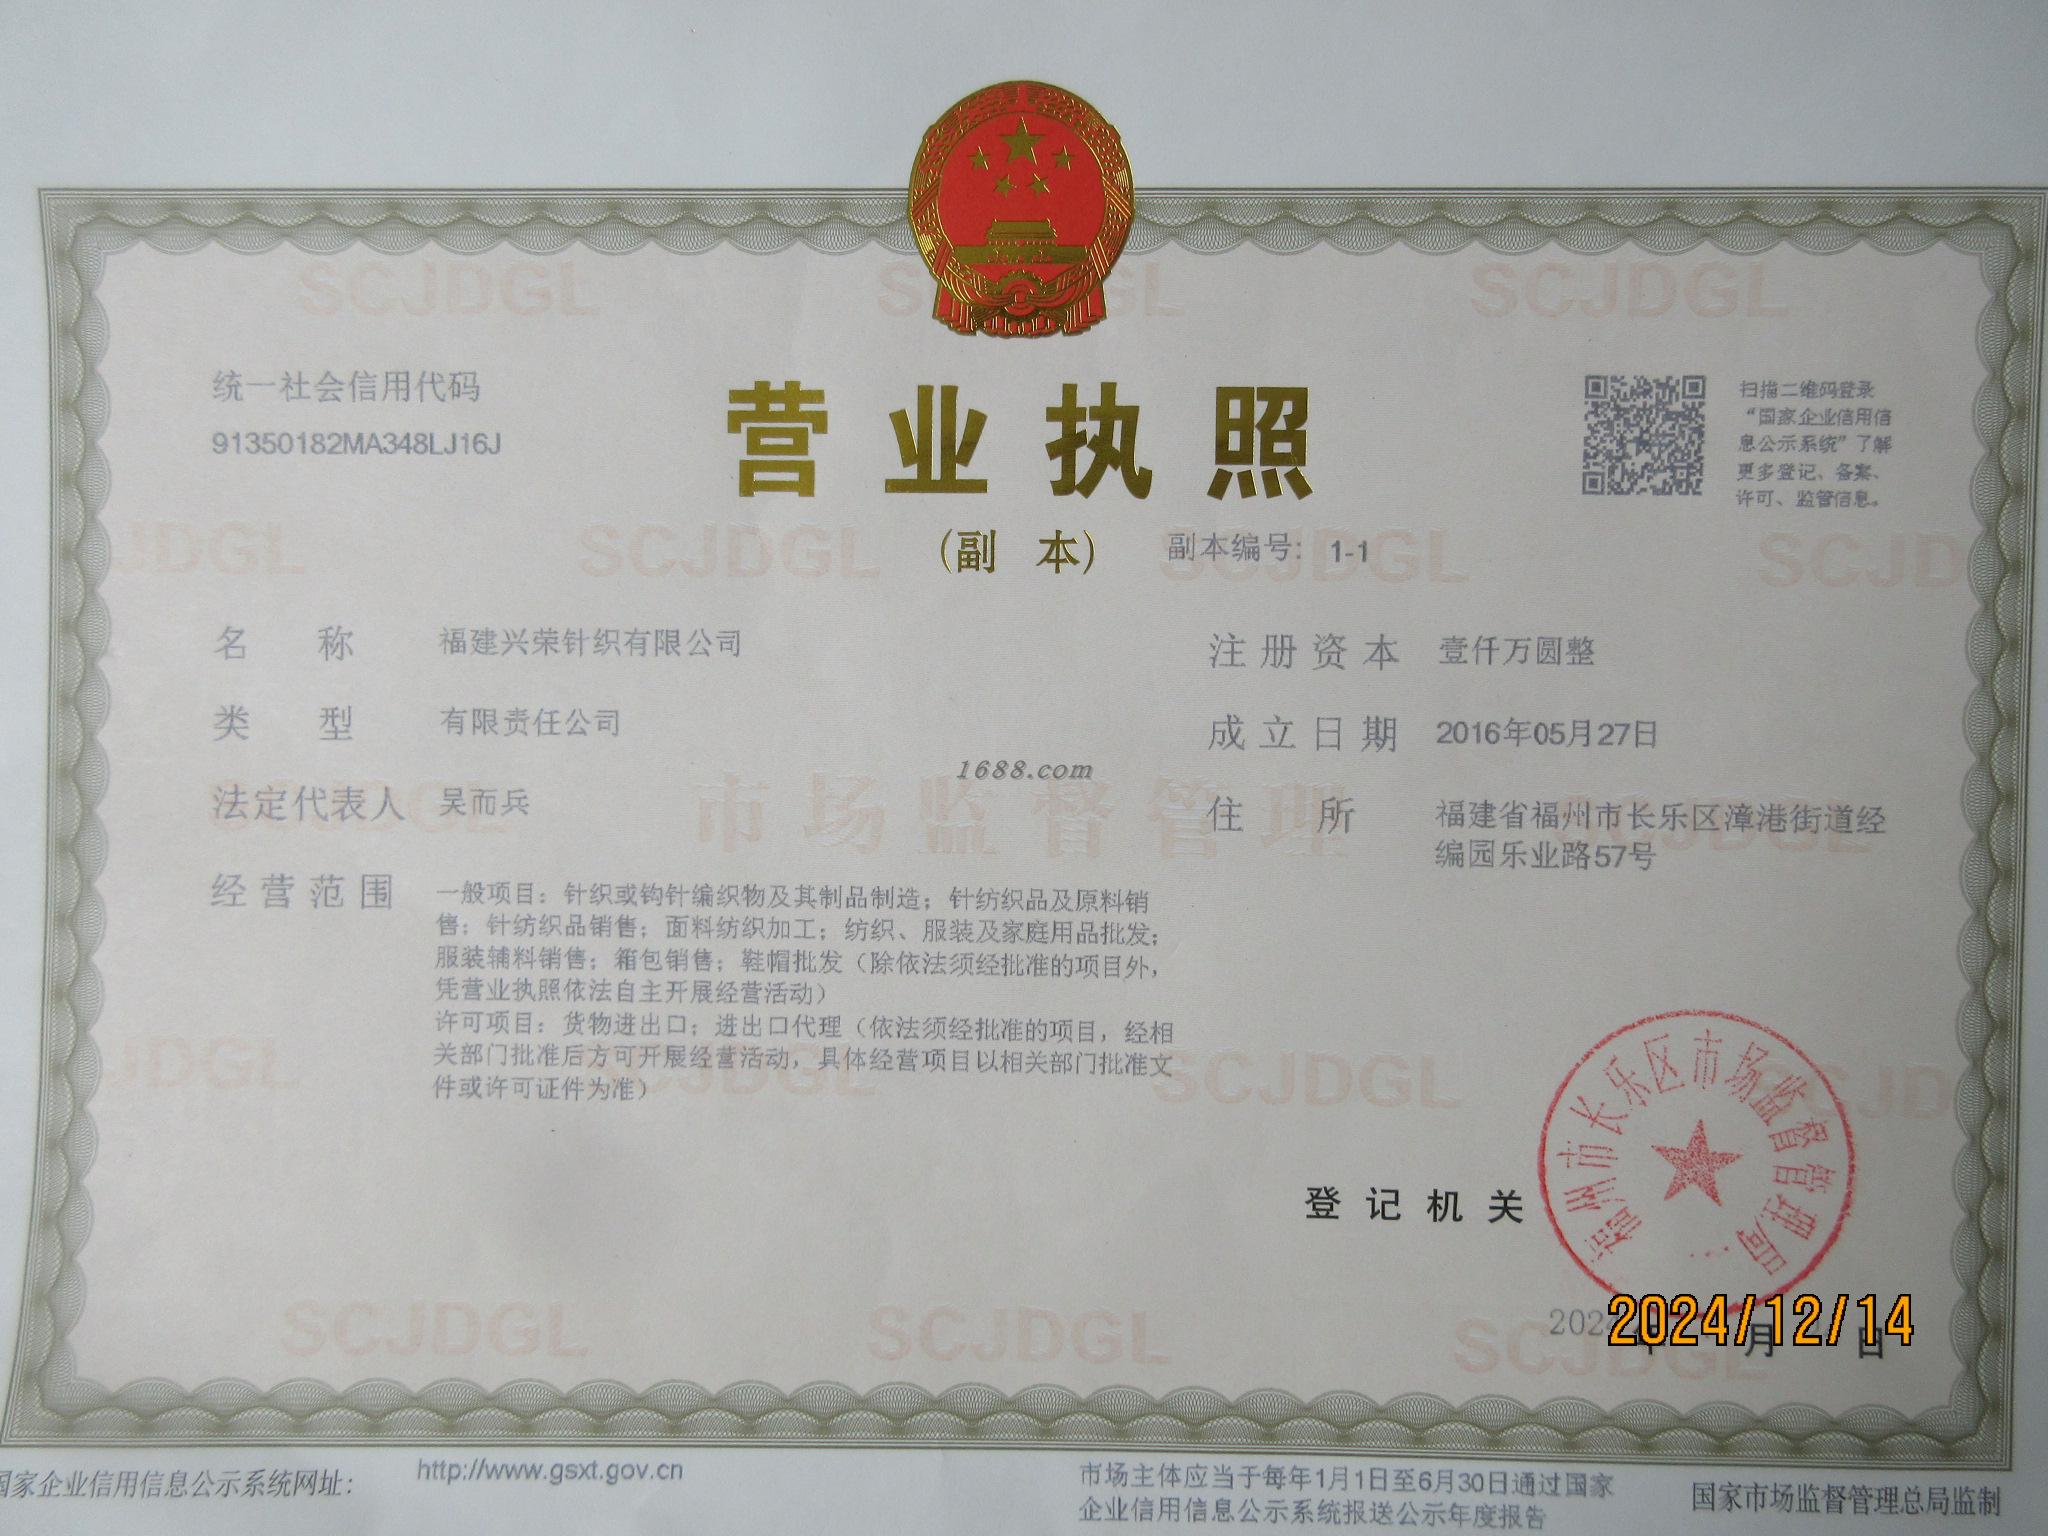 统一社会信用代码
91350182MA348LJ16J
营业执照
(副 本)
副本编号: 1-1
扫描二维码登录
“国家企业信用信
息公示系统”了解
更多登记、备案、
许可、监管信息。
名 称 福建兴荣针织有限公司
类 型 有限责任公司
法定代表人 吴而兵
经营范围 一般项目：针织或钩针编织物及其制品制造；针纺织品及原料销
售；针纺织品销售；面料纺织加工；纺织、服装及家庭用品批发；
服装辅料销售；箱包销售；鞋帽批发（除依法须经批准的项目外，
凭营业执照依法自主开展经营活动）
许可项目：货物进出口；进出口代理（依法须经批准的项目，经相
关部门批准后方可开展经营活动，具体经营项目以相关部门批准文
件或许可证件为准）
注册资本 壹仟万圆整
成立日期 2016年05月27日
住 所 福建省福州市长乐区漳港街道经
编园乐业路57号
1688.com
市场监督管理
SCJDGL
登记机关
福州市长乐区市场监督管理局
月 日
2024/12/14
国家企业信用信息公示系统网址: http://www.gsxt.gov.cn
市场主体应当于每年1月1日至6月30日通过国家
企业信用信息公示系统报送公示年度报告
国家市场监督管理总局监制